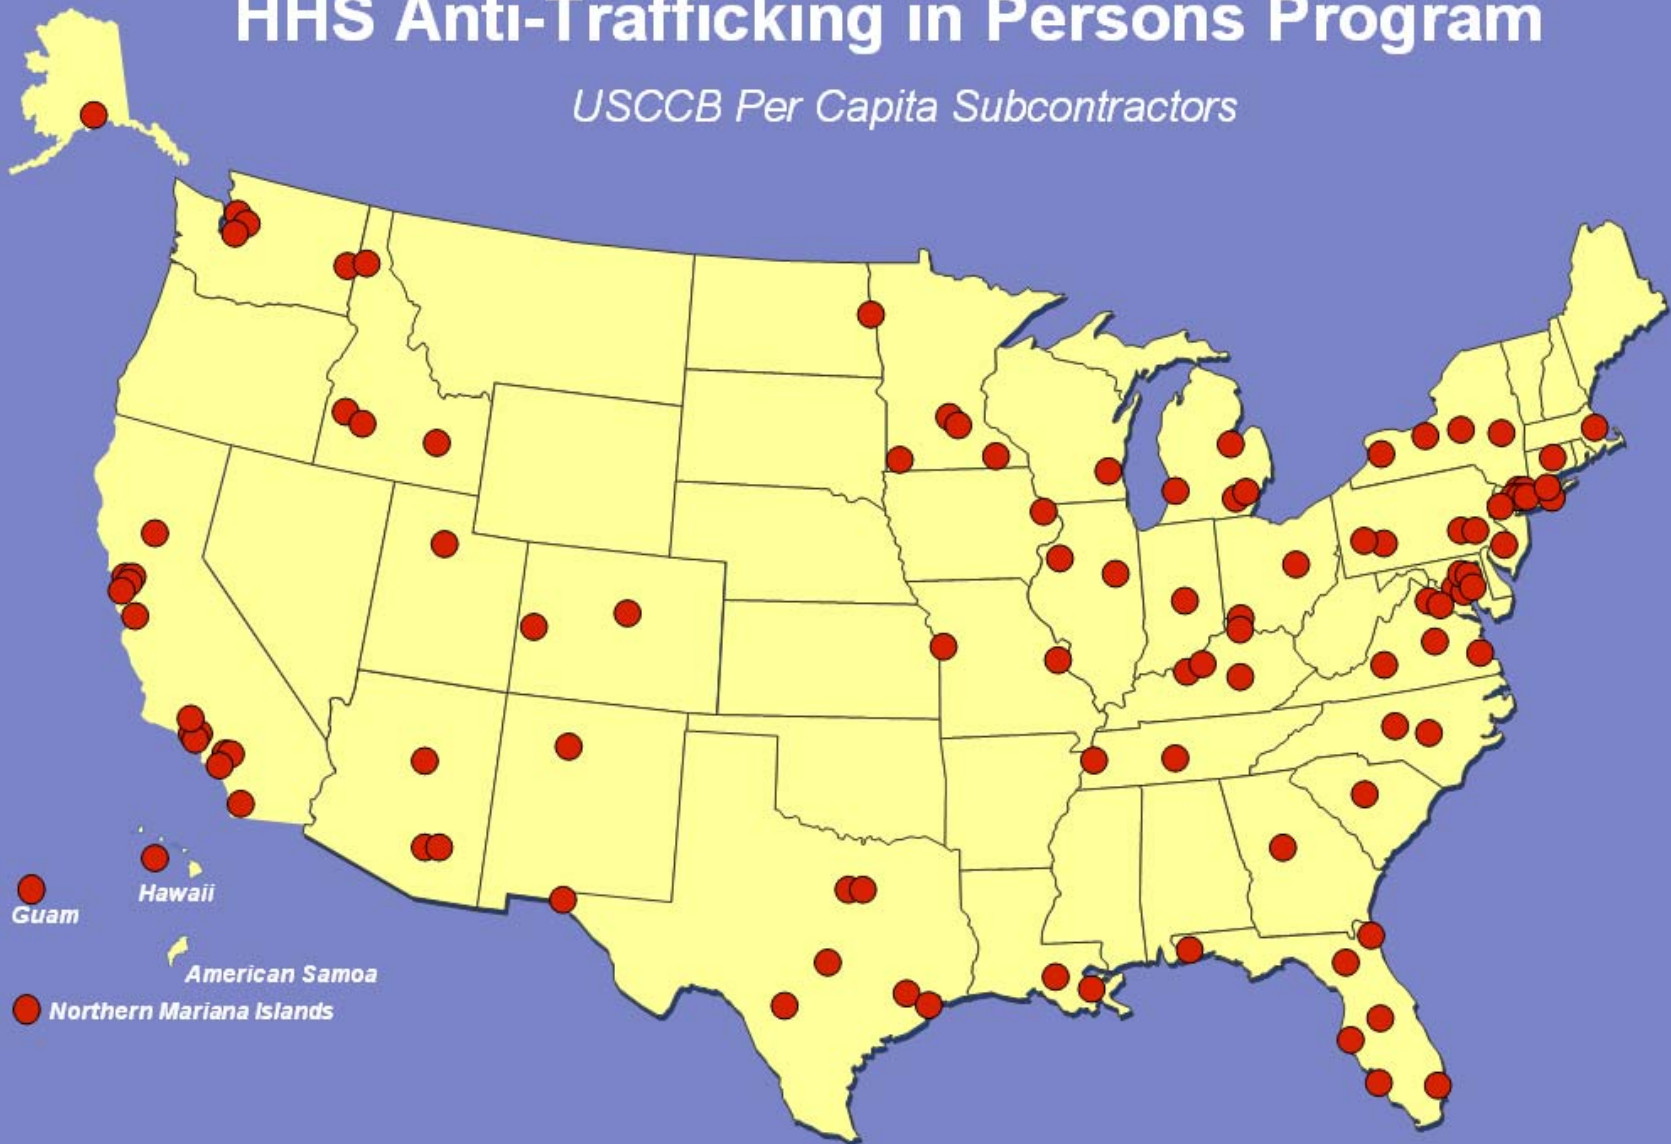 HHS Anti-Trafficking in Persons Program
USCCB Per Capita Subcontractors
Hawaii
Guam
American Samoa
Northern Mariana Islands